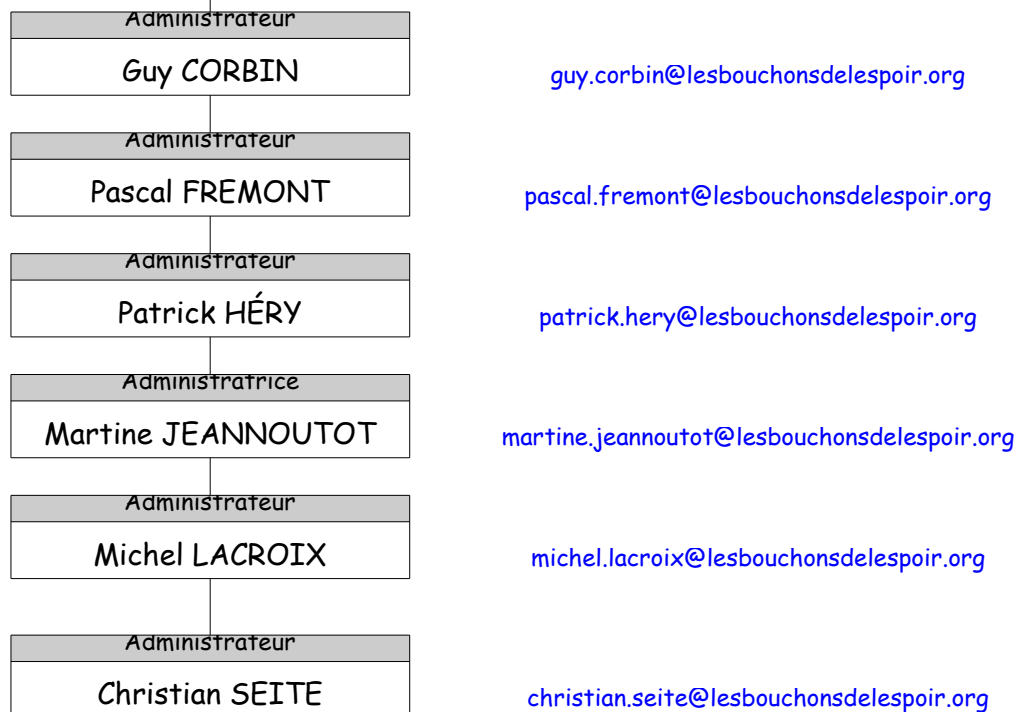 Administrateur
Guy CORBIN
guy.corbin@lesbouchonsdelespoir.org
Administrateur
Pascal FREMONT
pascal.fremont@lesbouchonsdelespoir.org
Administrateur
Patrick HÉRY
patrick.hery@lesbouchonsdelespoir.org
Administratrice
Martine JEANNOUTOT
martine.jeannoutot@lesbouchonsdelespoir.org
Administrateur
Michel LACROIX
michel.lacroix@lesbouchonsdelespoir.org
Administrateur
Christian SEITE
christian.seite@lesbouchonsdelespoir.org